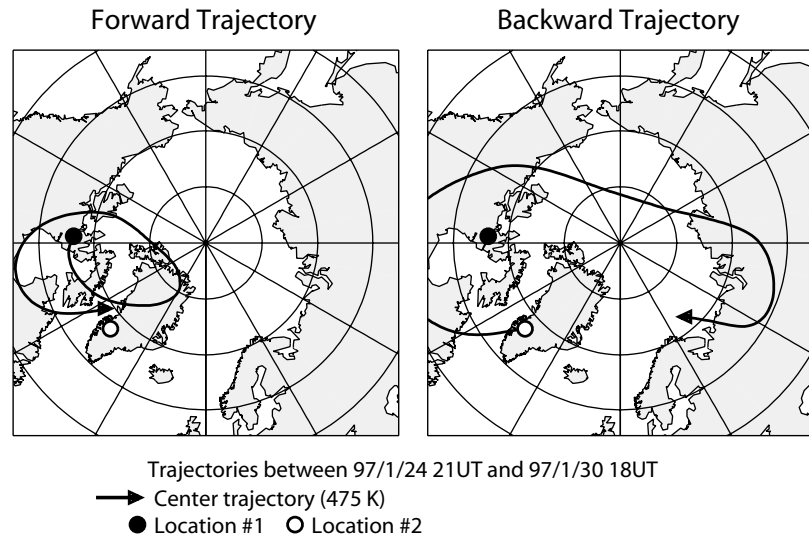 Forward Trajectory
Backward Trajectory
Trajectories between 97/1/24 21UT and 97/1/30 18UT
Center trajectory (475 K)
Location #1 Location #2